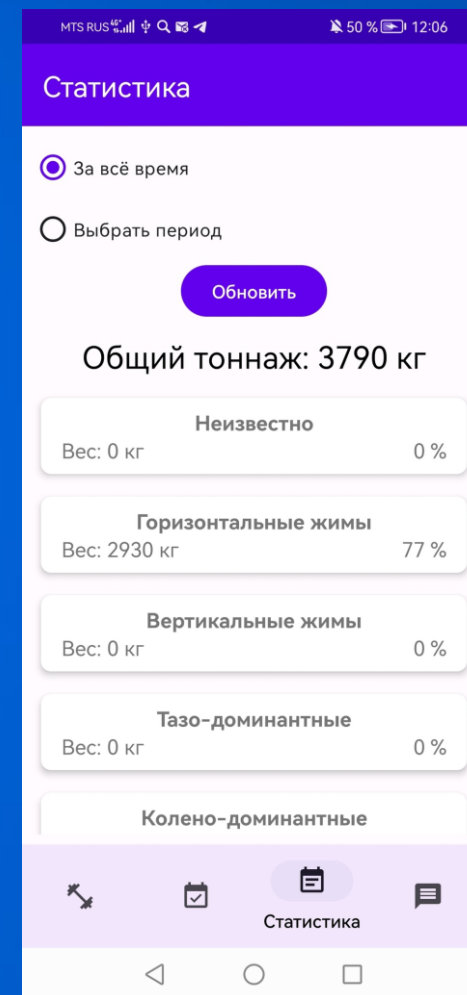 MTS RUS 50 % 12:06
Статистика
За всё время
Выбрать период
Обновить
Общий тоннаж: 3790 кг
Неизвестно
Вес: 0 кг 0 %
Горизонтальные жимы
Вес: 2930 кг 77 %
Вертикальные жимы
Вес: 0 кг 0 %
Тазо-доминантные
Вес: 0 кг 0 %
Колено-доминантные
Статистика